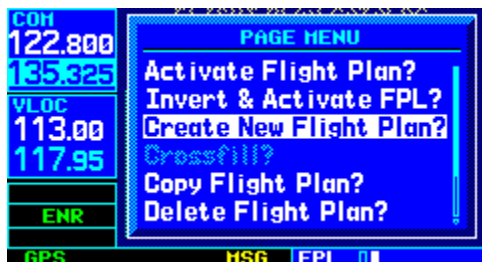 COM
122.800
135.325
VLOC
113.00
117.95
ENR
PAGE MENU
Activate Flight Plan?
Invert & Activate FPL?
Create New Flight Plan?
Crossfill?
Copy Flight Plan?
Delete Flight Plan?
GPS MSG FPL